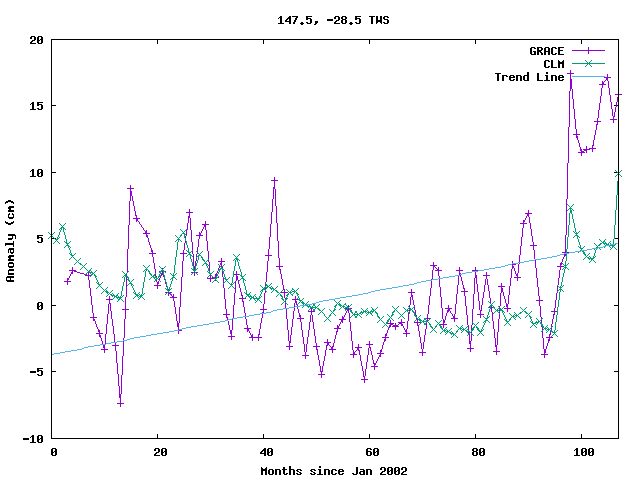 147.5, -28.5 TWS
GRACE
CLM
Trend Line
Anomaly (cm)
20
15
10
5
0
-5
-10
0 20 40 60 80 100
Months since Jan 2002